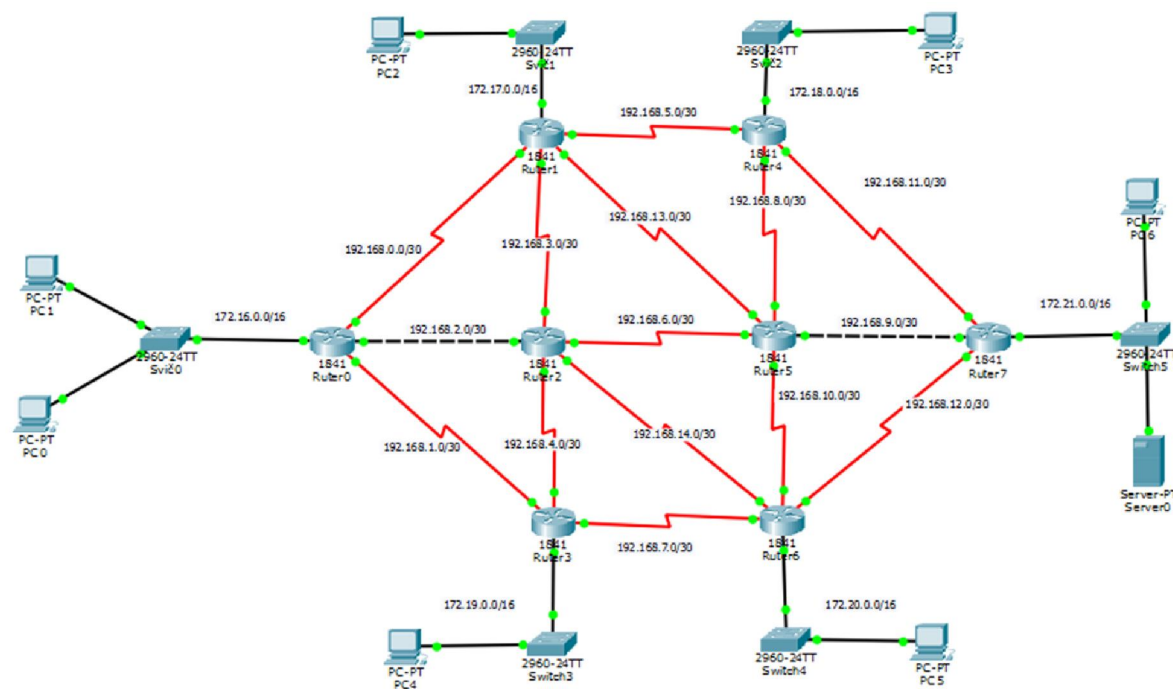 PC-PT
PC2
2960-24TT
Svič1
2960-24TT
Svič2
PC-PT
PC3
172.17.0.0/16
172.18.0.0/16
192.168.5.0/30
1841
Ruter1
1841
Ruter4
192.168.11.0/30
192.168.8.0/30
192.168.13.0/30
192.168.3.0/30
192.168.0.0/30
PC-PT
PC6
PC-PT
PC1
172.16.0.0/16
192.168.2.0/30
192.168.6.0/30
192.168.9.0/30
172.21.0.0/16
2960-24TT
Svič0
1841
Ruter0
1841
Ruter2
1841
Ruter5
1841
Ruter7
2960-24TT
Switch5
192.168.10.0/30
192.168.12.0/30
PC-PT
PC0
192.168.1.0/30
192.168.4.0/30
192.168.14.0/30
Server-PT
Server0
1841
Ruter3
192.168.7.0/30
1841
Ruter6
172.19.0.0/16
172.20.0.0/16
PC-PT
PC4
2960-24TT
Switch3
2960-24TT
Switch4
PC-PT
PC5